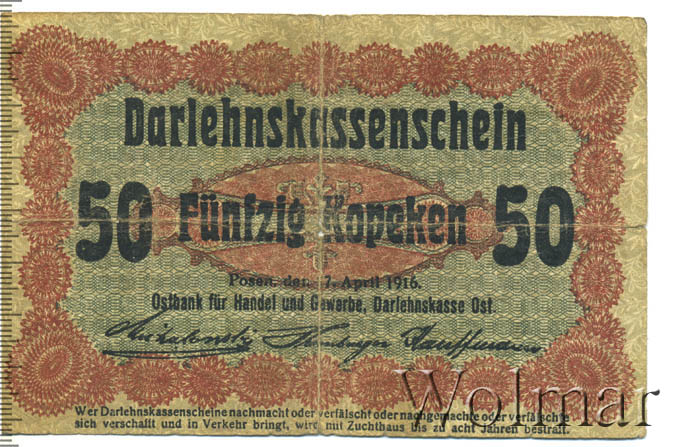 Darlehnskassenschein
50 Fünfzig Kopeken 50
Posen, den 17. April 1916.
Ostbank für Handel und Gewerbe, Darlehnskasse Ost.
Kauffmann
Wer Darlehnskassenscheine nachmacht oder verfälscht oder nachgemachte oder verfälschte
sich verschafft und in Verkehr bringt, wird mit Zuchthaus bis zu acht Jahren bestraft.
Wolmar